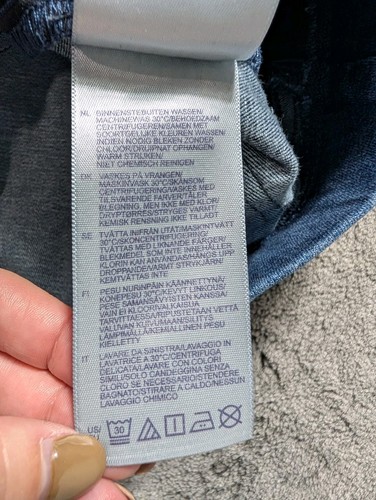 NL BINNENSTEBUITEN WASSEN/
MACHINEWAS 30°C/BEHOEDZAAM
CENTRIFUGEREN/SAMEN MET
SOORTGELIJKE KLEUREN WASSEN/
INDIEN NODIG BLEKEN ZONDER
CHLOOR/DRUIPNAT OPHANGEN/
WARM STRIJKEN/
NIET CHEMISCH REINIGEN
DK VASKES PÅ VRANGEN/
MASKINVASK 30°C/SKÅNSOM
CENTRIFUGERING/VASKES MED
TILSVARENDE FARVER/TÅLER
BLEGNING, MEN IKKE MED KLOR/
DRYPTØRRES/STRYGES VARMT/
KEMISK RENSNING IKKE TILLADT
SE TVÄTTA INIFRÅN UTÅT/MASKINTVÄTT
30°C/SKONCENTRIFUGERING/
TVÄTTAS MED LIKNANDE FÄRGER/
BLEKMEDEL SOM INTE INNEHÅLLER
KLORIN KAN ANVÄNDAS/HÄNGS UPP
DROPPANDE/VARMT STRYKJÄRN/
KEMTVÄTTAS INTE
FI PESU NURINPÄIN KÄÄNNETTYNÄ/
KONEPESU 30°C/KEVYT LINKOUS/
PESE SAMANSÄVYISTEN KANSSA/
VAIN EI KLOORIVALKAISU
TARVITTAESSA/RIPUSTETAAN VETTÄ
VALUVAN KUIVUMAAN/SILITYS
LÄMPIMÄLLÄ/KEMIALLINEN PESU
KIELLETTY
IT LAVARE DA SINISTRA/LAVAGGIO IN
LAVATRICE A 30°C/CENTRIFUGA
DELICATA/LAVARE CON COLORI
SIMILI/SOLO CANDEGGINA SENZA
CLORO SE NECESSARIO/STENDERE
BAGNATO/STIRARE A CALDO/NESSUN
LAVAGGIO CHIMICO
US/ 30